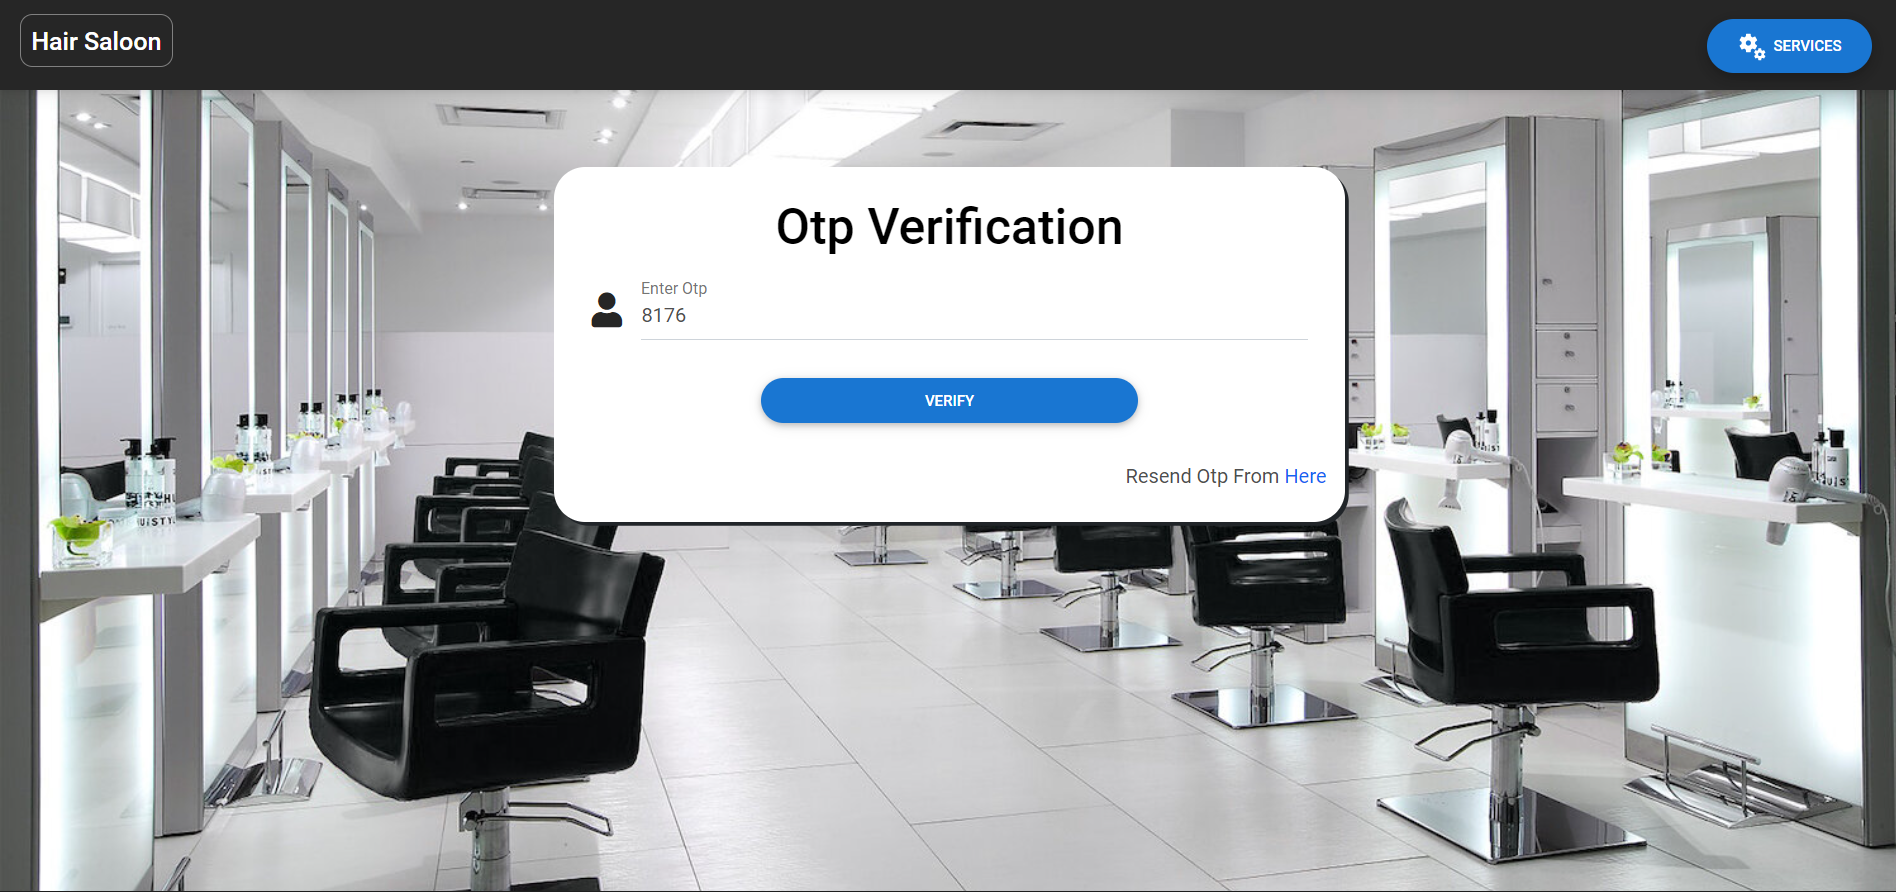 Hair Saloon
SERVICES
Otp Verification
Enter Otp
8176
VERIFY
Resend Otp From Here